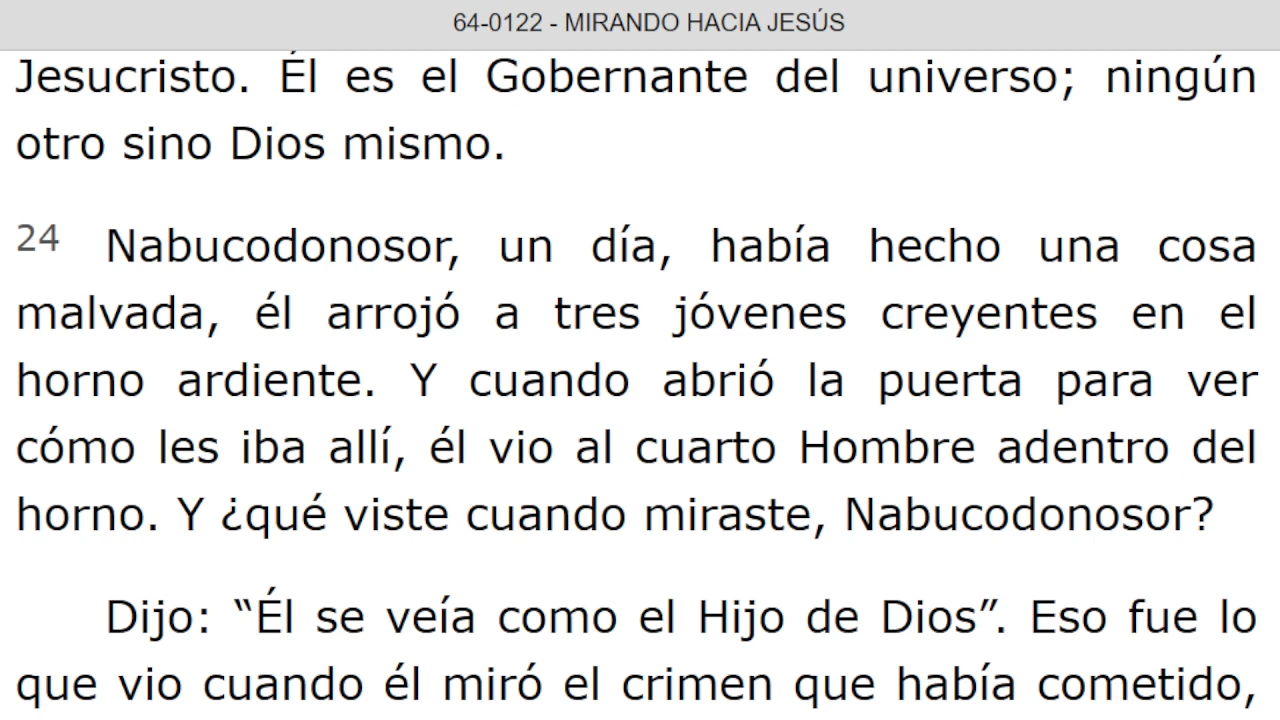 64-0122 - MIRANDO HACIA JESÚS
Jesucristo. Él es el Gobernante del universo; ningún
otro sino Dios mismo.
24 Nabucodonosor, un día, había hecho una cosa
malvada, él arrojó a tres jóvenes creyentes en el
horno ardiente. Y cuando abrió la puerta para ver
cómo les iba allí, él vio al cuarto Hombre adentro del
horno. Y ¿qué viste cuando miraste, Nabucodonosor?
Dijo: “Él se veía como el Hijo de Dios”. Eso fue lo
que vio cuando él miró el crimen que había cometido,